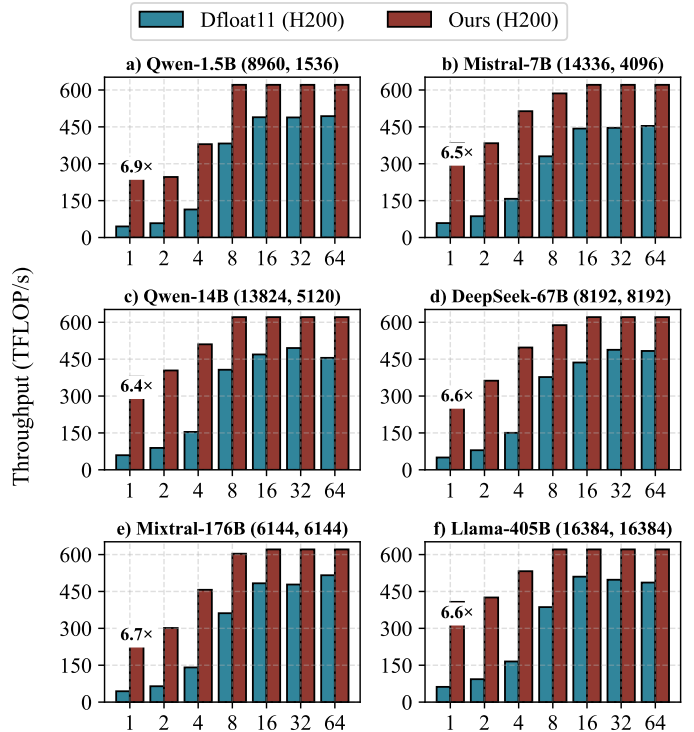 Dfloat11 (H200) Ours (H200)
a) Qwen-1.5B (8960, 1536)
600
450
300
150
0
6.9×
1 2 4 8 16 32 64
b) Mistral-7B (14336, 4096)
600
450
300
150
0
6.5×
1 2 4 8 16 32 64
Throughput (TFLOP/s)
c) Qwen-14B (13824, 5120)
600
450
300
150
0
6.4×
1 2 4 8 16 32 64
d) DeepSeek-67B (8192, 8192)
600
450
300
150
0
6.6×
1 2 4 8 16 32 64
e) Mixtral-176B (6144, 6144)
600
450
300
150
0
6.7×
1 2 4 8 16 32 64
f) Llama-405B (16384, 16384)
600
450
300
150
0
6.6×
1 2 4 8 16 32 64